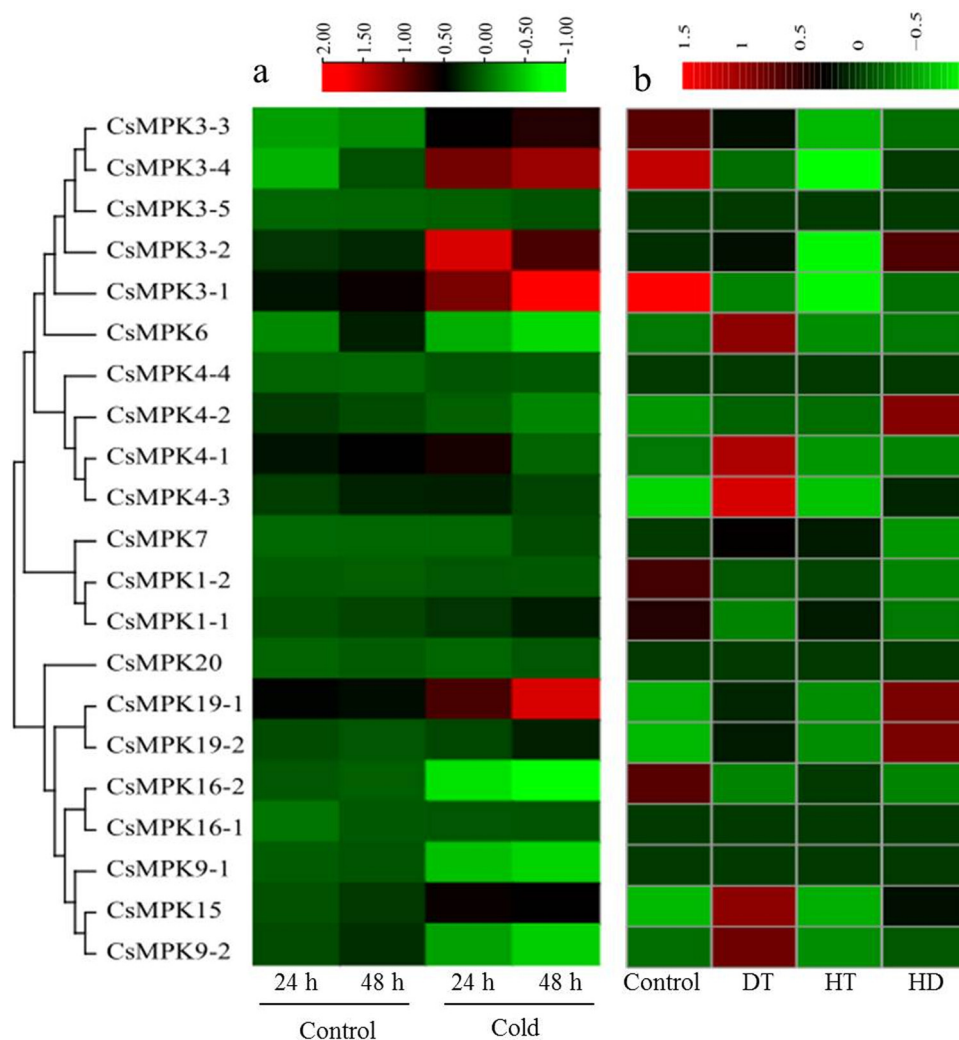 a
2.00 1.50 1.00 0.50 0.00 -0.50 -1.00
b
1.5 1 0.5 0 −0.5
CsMPK3-3
CsMPK3-4
CsMPK3-5
CsMPK3-2
CsMPK3-1
CsMPK6
CsMPK4-4
CsMPK4-2
CsMPK4-1
CsMPK4-3
CsMPK7
CsMPK1-2
CsMPK1-1
CsMPK20
CsMPK19-1
CsMPK19-2
CsMPK16-2
CsMPK16-1
CsMPK9-1
CsMPK15
CsMPK9-2
24 h 48 h 24 h 48 h
Control Cold
Control DT HT HD